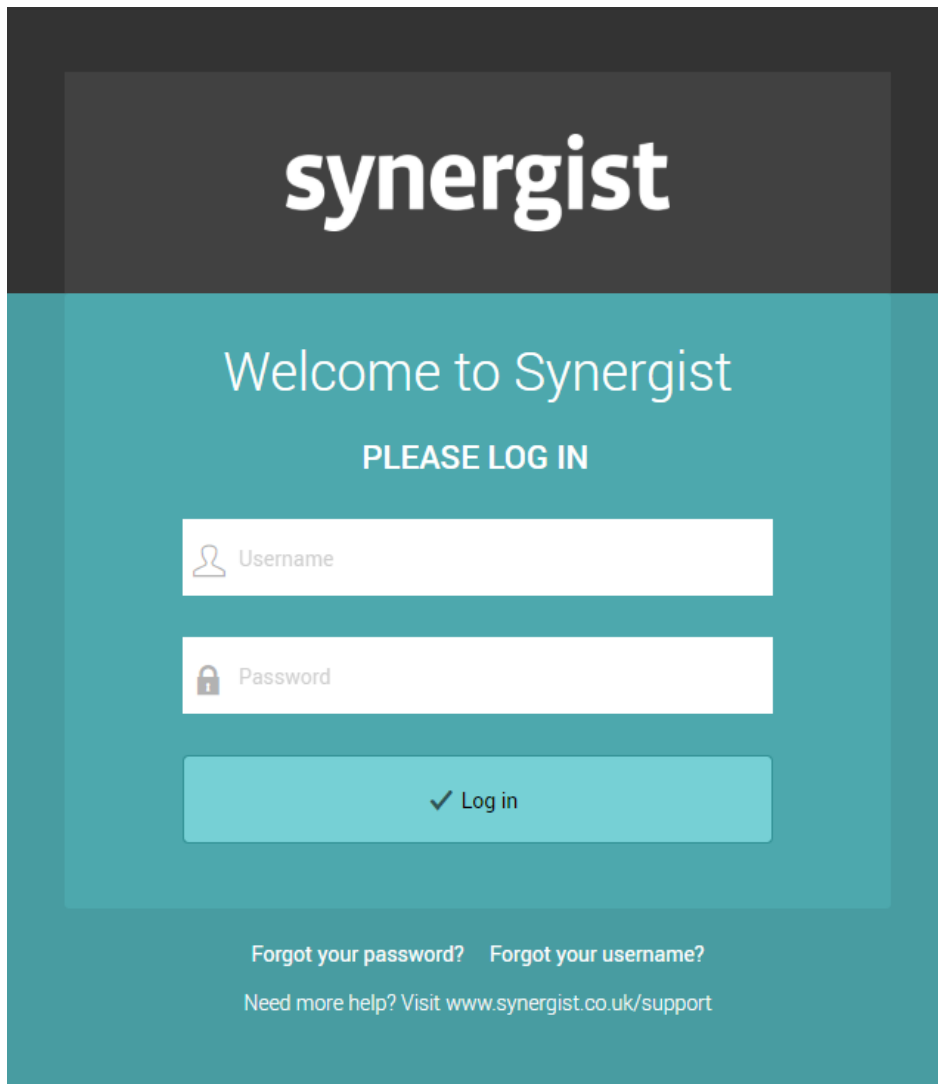 synergist
Welcome to Synergist
PLEASE LOG IN
Username
Password
Log in
Forgot your password? Forgot your username?
Need more help? Visit www.synergist.co.uk/support